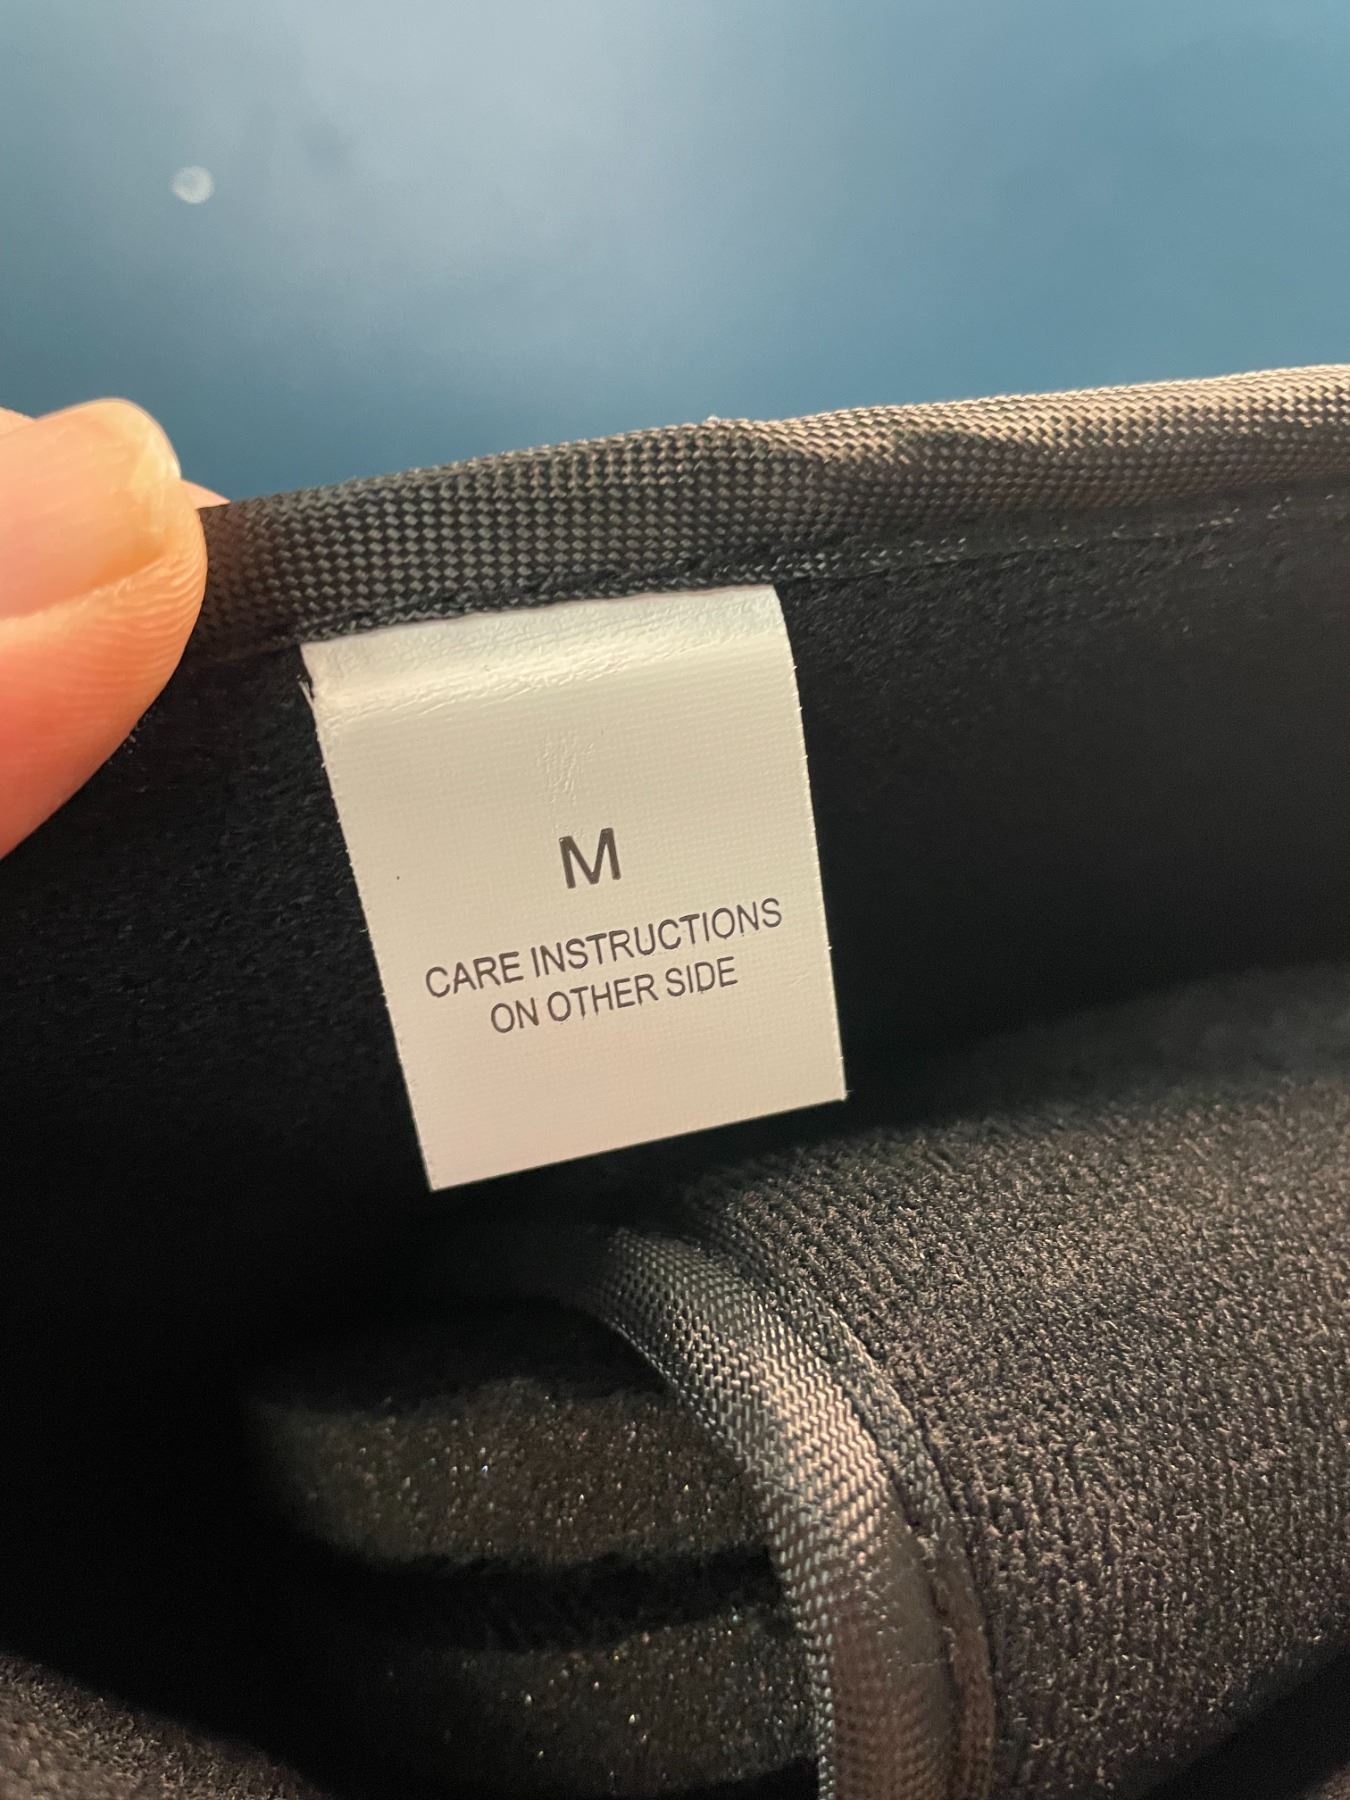 M
CARE INSTRUCTIONS
ON OTHER SIDE